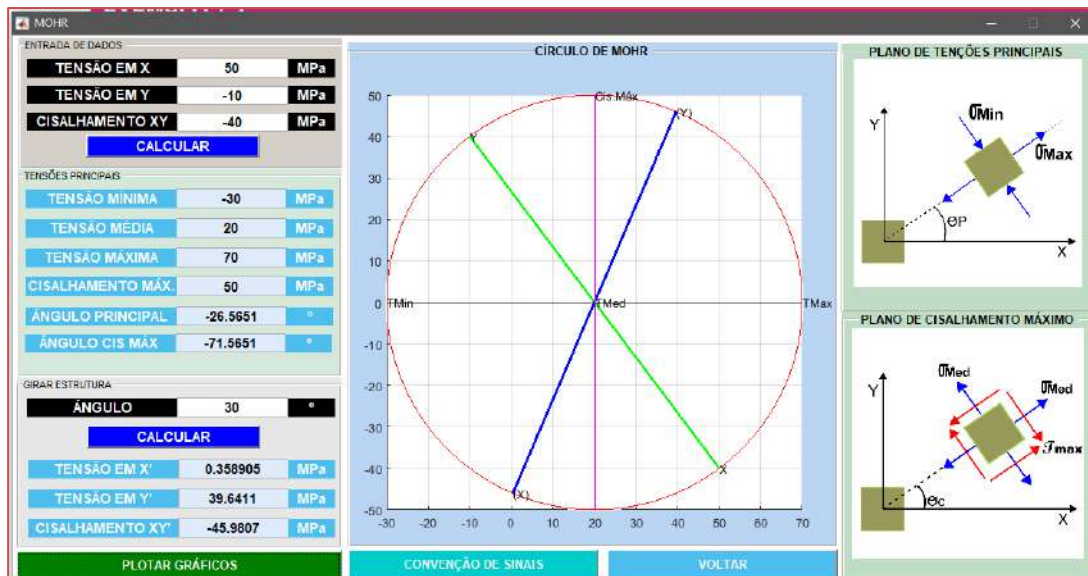 MOHR
ENTRADA DE DADOS
TENSÃO EM X 50 MPa
TENSÃO EM Y -10 MPa
CISALHAMENTO XY -40 MPa
CALCULAR
TENSÕES PRINCIPAIS
TENSÃO MÍNIMA -30 MPa
TENSÃO MÉDIA 20 MPa
TENSÃO MÁXIMA 70 MPa
CISALHAMENTO MÁX. 50 MPa
ÂNGULO PRINCIPAL -26.5651 º
ÂNGULO CIS MÁX -71.5651 º
GIRAR ESTRUTURA
ÂNGULO 30 º
CALCULAR
TENSÃO EM X' 0.358905 MPa
TENSÃO EM Y' 39.6411 MPa
CISALHAMENTO XY' -45.9807 MPa
PLOTAR GRÁFICOS
CÍRCULO DE MOHR
50
40
30
20
10
0
-10
-20
-30
-40
-50
Cis.Máx
(Y)
Y
TMin
TMed
TMax
X
(X)
-30 -20 -10 0 10 20 30 40 50 60 70
CONVENÇÃO DE SINAIS
VOLTAR
PLANO DE TENÇÕES PRINCIPAIS
Y
σMin
σMax
ΘP
X
PLANO DE CISALHAMENTO MÁXIMO
Y
σMed
σMed
𝒯max
Θc
X